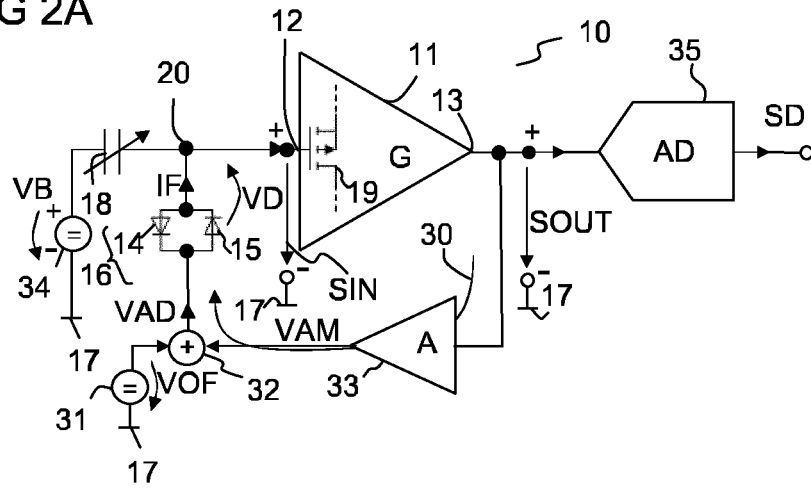 G 2A
12
10
11
35
20
13
SD
+
+
G
AD
IF
VD
19
VB
+
18
SOUT
-
14
15
30
34
16
-
-
17
SIN
17
VAD
VAM
A
17
+
32
33
=
=
VOF
31
17